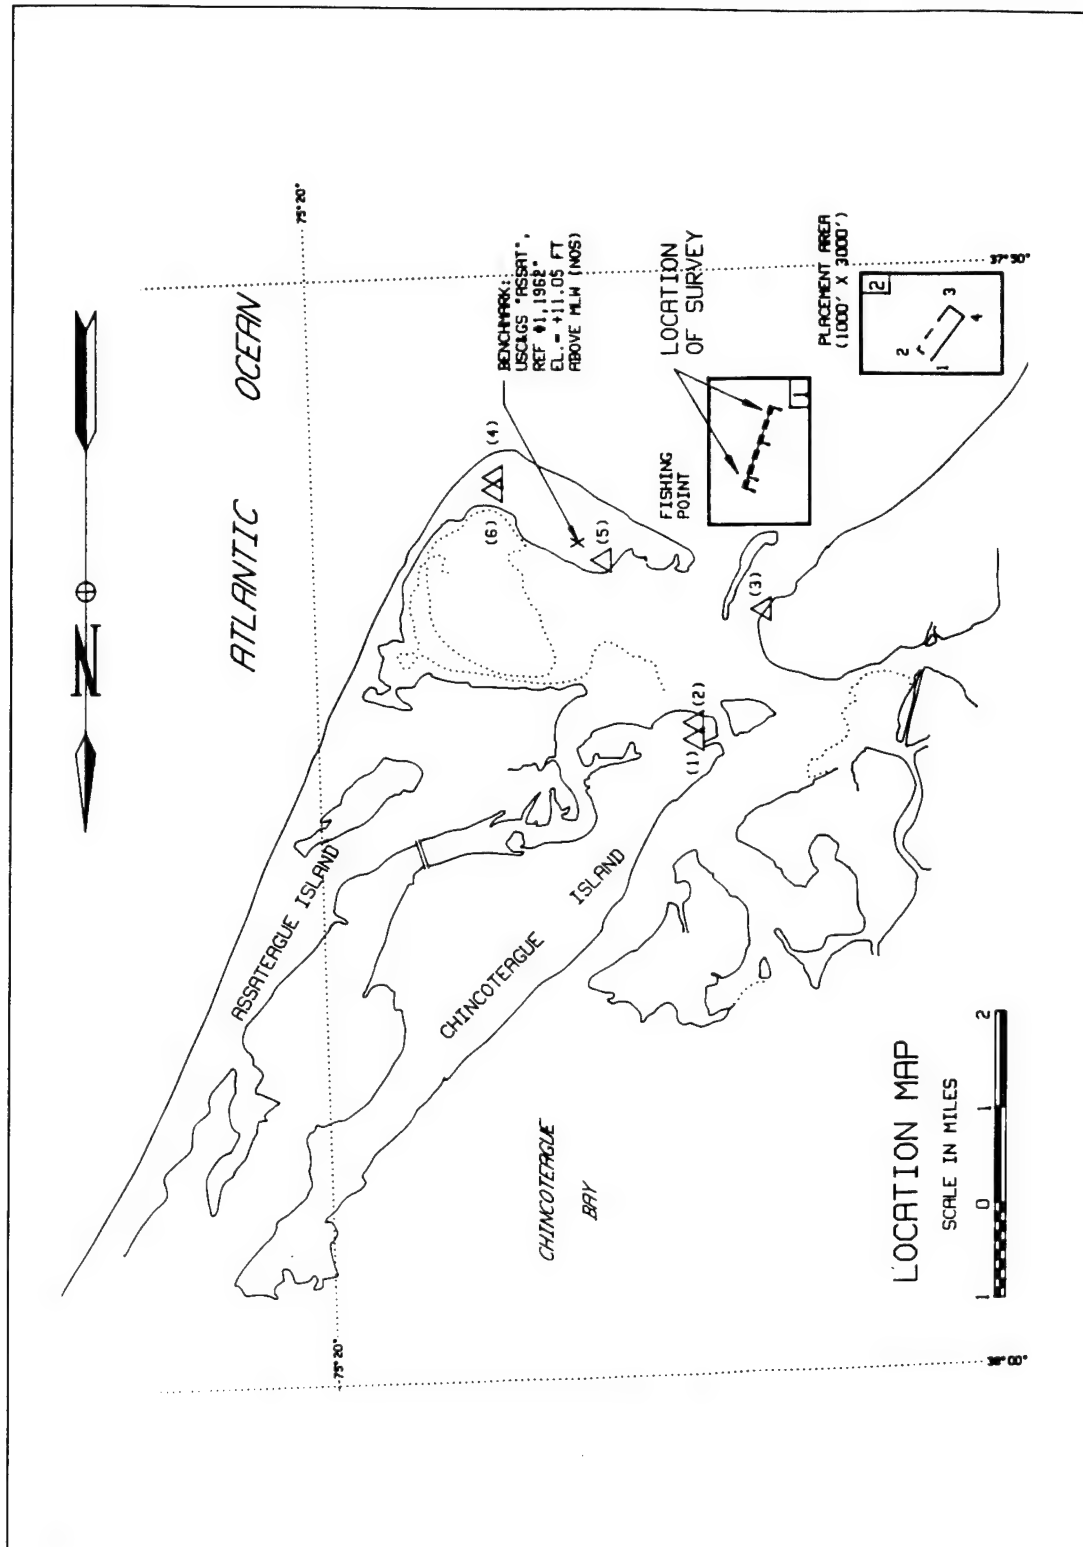 ATLANTIC OCEAN
N
75°20'
BENCHMARK:
USC&GS "ASSAT",
REF #1,1962"
EL.= +11.05 FT
ABOVE MLW (NOS)
LOCATION
OF SURVEY
PLACEMENT AREA
(1000' X 3000')
37°50'
FISHING
POINT
1
2
1
2
3
4
(4)
(6)
(5)
(3)
(2)
(1)
ASSATEAGUE ISLAND
CHINCOTEAGUE ISLAND
CHINCOTEAGUE
BAY
75°20'
38°00'
LOCATION MAP
SCALE IN MILES
1 0 1 2